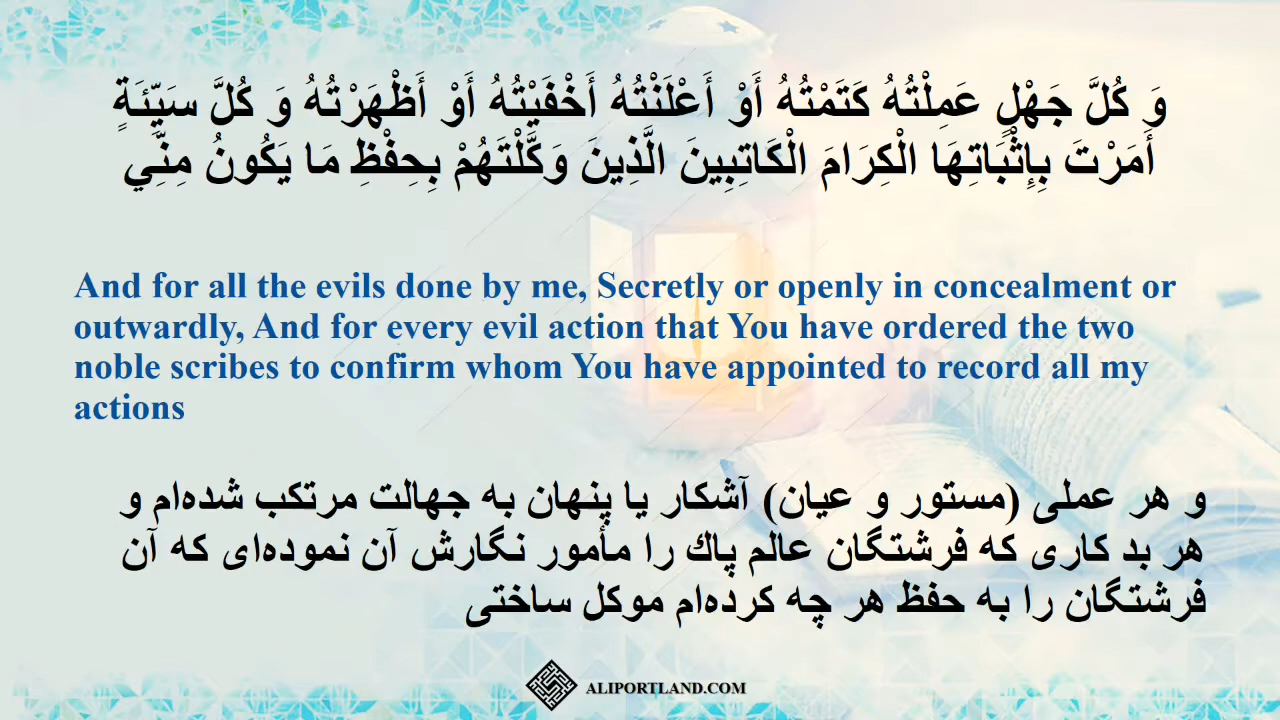 وَ كُلَّ جَهْلٍ عَمِلْتُهُ كَتَمْتُهُ أَوْ أَعْلَنْتُهُ أَخْفَيْتُهُ أَوْ أَظْهَرْتُهُ وَ كُلَّ سَيِّئَةٍ
أَمَرْتَ بِإِثْبَاتِهَا الْكِرَامَ الْكَاتِبِينَ الَّذِينَ وَكَّلْتَهُمْ بِحِفْظِ مَا يَكُونُ مِنِّي
And for all the evils done by me, Secretly or openly in concealment or
outwardly, And for every evil action that You have ordered the two
noble scribes to confirm whom You have appointed to record all my
actions
و هر عملی (مستور و عیان) آشکار یا پنهان به جهالت مرتکب شده‌ام و
هر بد کاری که فرشتگان عالم پاك را مأمور نگارش آن نموده‌ای که آن
فرشتگان را به حفظ هر چه کرده‌ام موکل ساختی
ALIPORTLAND.COM